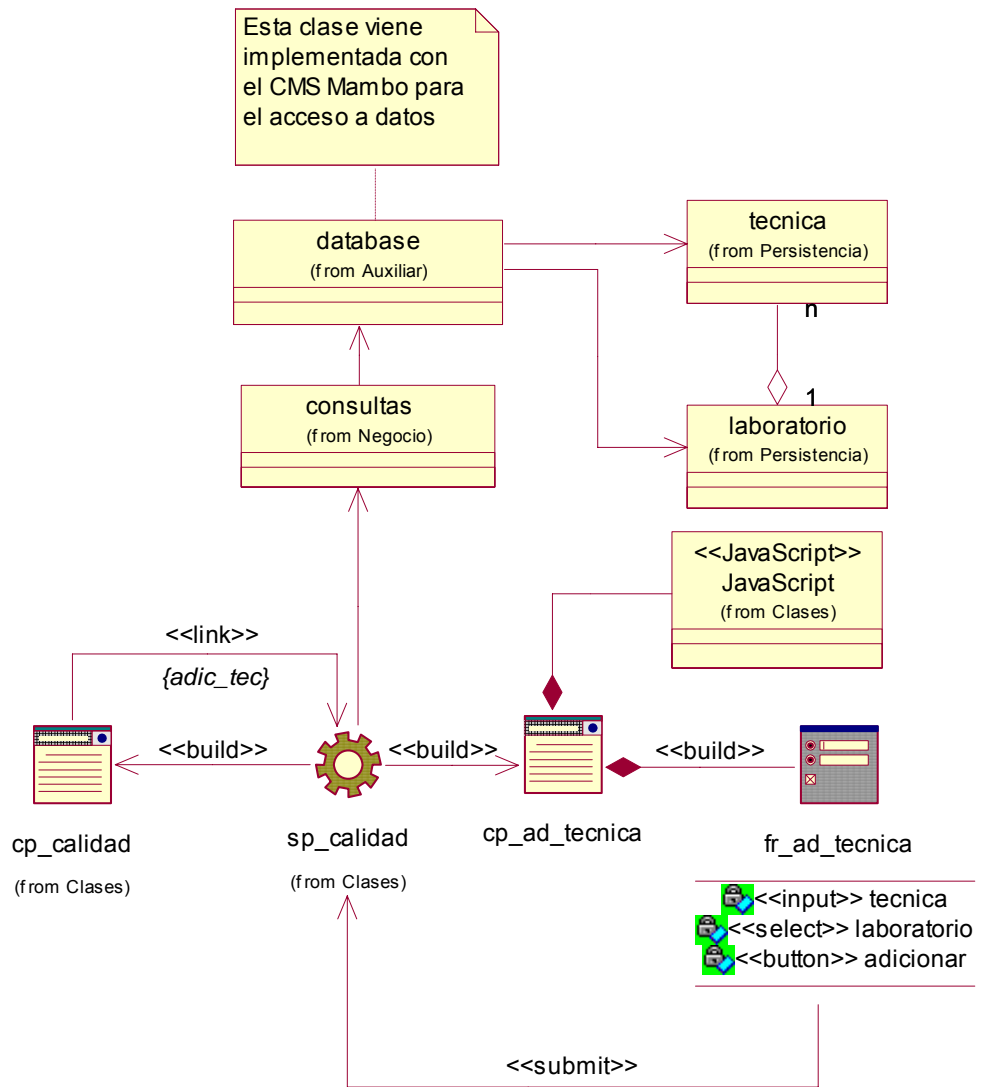 Esta clase viene
implementada con
el CMS Mambo para
el acceso a datos
database
(from Auxiliar)
tecnica
(from Persistencia)
n
1
consultas
(from Negocio)
laboratorio
(from Persistencia)
<<JavaScript>>
JavaScript
(from Clases)
<<link>>
{adic_tec}
<<build>>
<<build>>
<<build>>
cp_calidad
(from Clases)
sp_calidad
(from Clases)
cp_ad_tecnica
fr_ad_tecnica
<<input>> tecnica
<<select>> laboratorio
<<button>> adicionar
<<submit>>